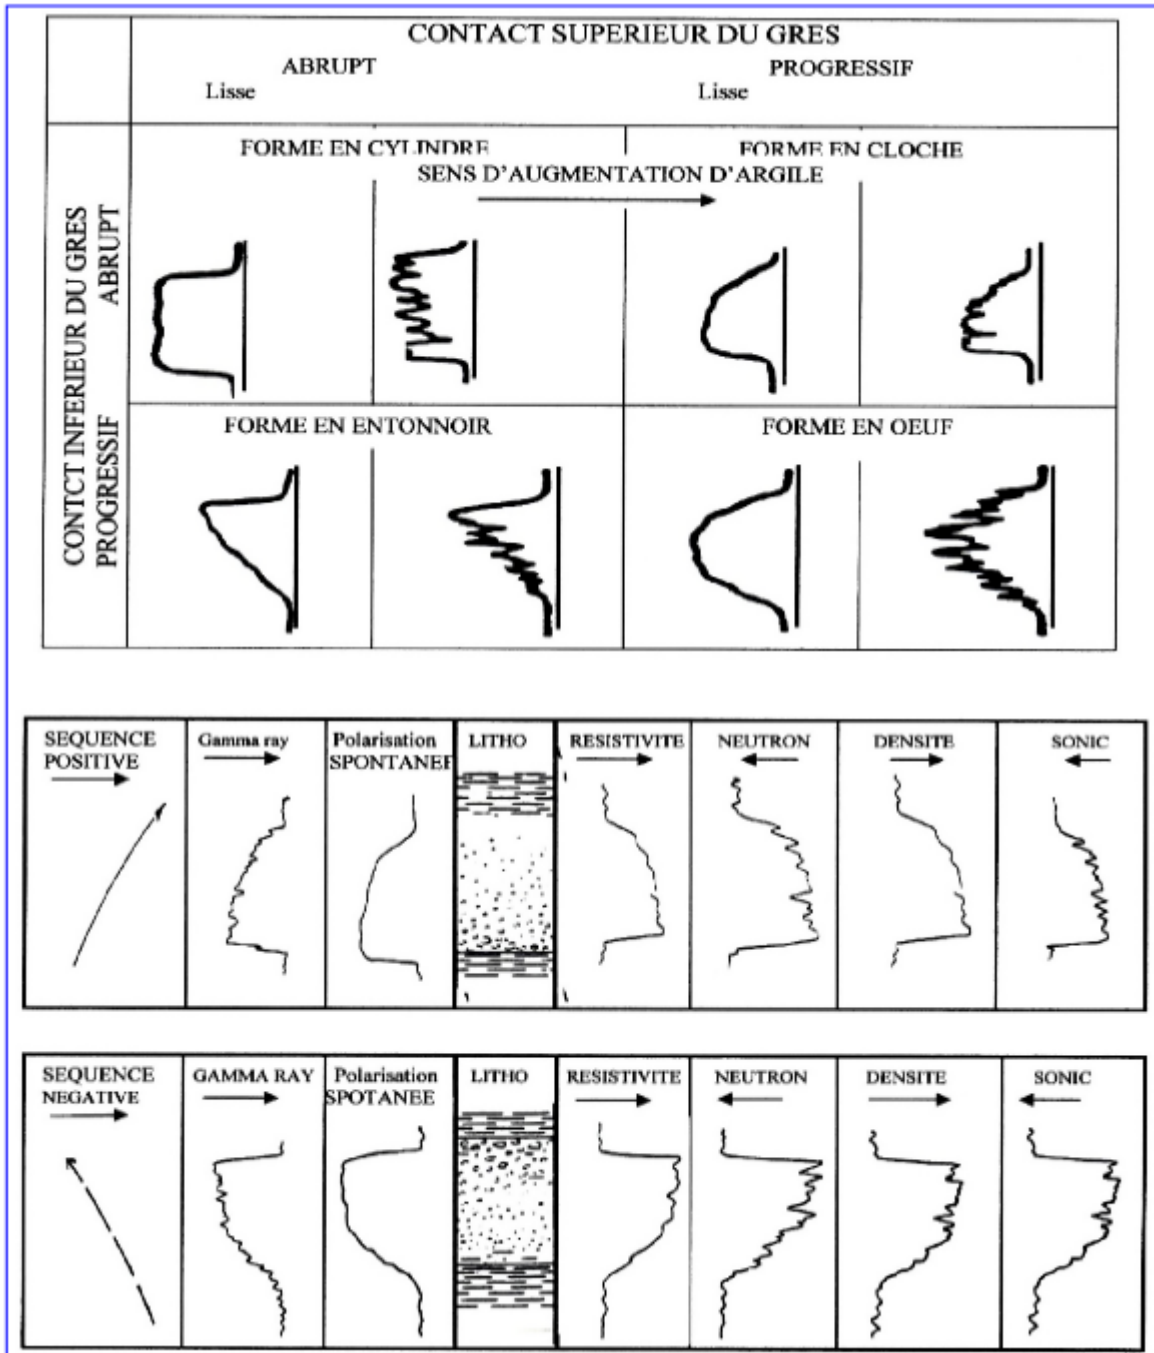 CONTACT SUPERIEUR DU GRES
ABRUPT
PROGRESSIF
Lisse
Lisse
CONTCT INFERIEUR DU GRES
ABRUPT
PROGRESSIF
FORME EN CYLINDRE
FORME EN CLOCHE
SENS D'AUGMENTATION D'ARGILE
FORME EN ENTONNOIR
FORME EN OEUF
SEQUENCE
POSITIVE
Gamma ray
Polarisation
SPONTANEE
LITHO
RESISTIVITE
NEUTRON
DENSITE
SONIC
SEQUENCE
NEGATIVE
GAMMA RAY
Polarisation
SPOTANEE
LITHO
RESISTIVITE
NEUTRON
DENSITE
SONIC